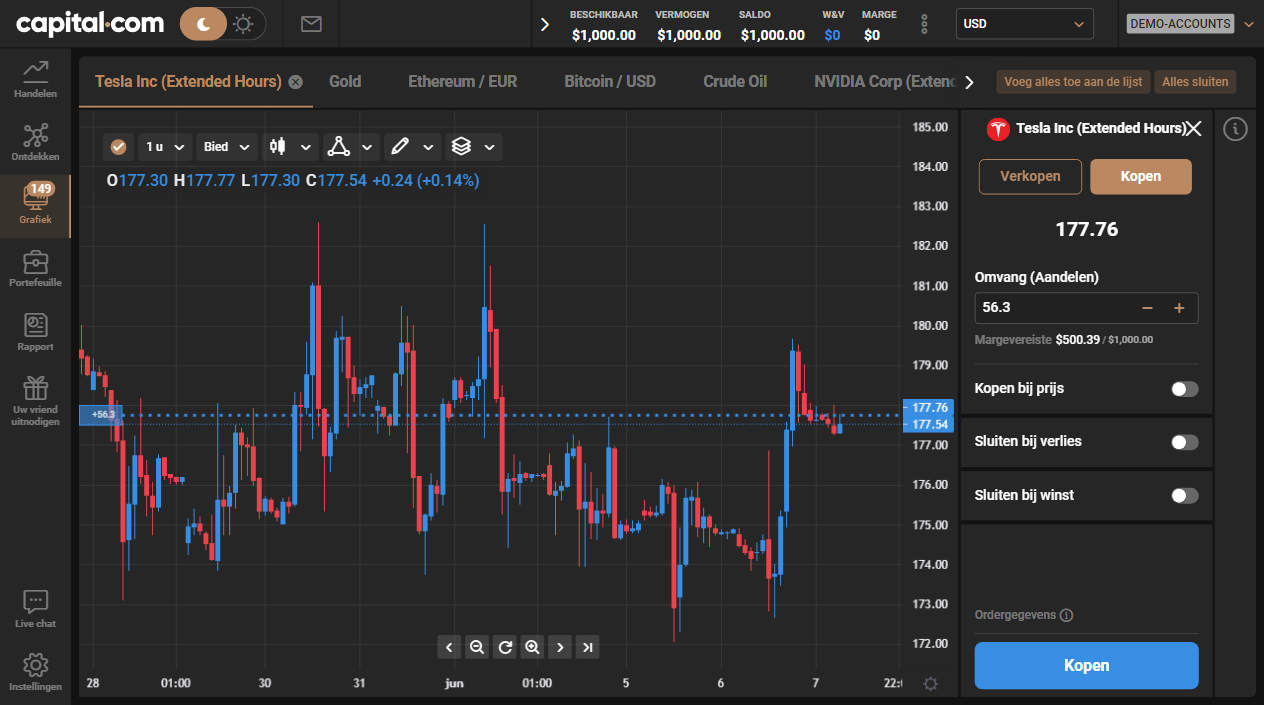 capital.com
BESCHIKBAAR VERMOGEN SALDO W&V MARGE
$1,000.00 $1,000.00 $1,000.00 $0 $0
USD
DEMO-ACCOUNTS
Handelen
Ontdekken
149
Grafiek
Portefeuille
Rapport
Uw vriend
uitnodigen
Live chat
Instellingen
Tesla Inc (Extended Hours) Gold Ethereum / EUR Bitcoin / USD Crude Oil NVIDIA Corp (Exten
Voeg alles toe aan de lijst Alles sluiten
1 u Bied
O177.30 H177.77 L177.30 C177.54 +0.24 (+0.14%)
+56.3
185.00
184.00
183.00
182.00
181.00
180.00
179.00
177.76
177.54
177.00
176.00
175.00
174.00
173.00
172.00
28 01:00 30 31 jun 01:00 5 6 7 22:
Tesla Inc (Extended Hours)
Verkopen Kopen
177.76
Omvang (Aandelen)
56.3 − +
Margevereiste $500.39 / $1,000.00
Kopen bij prijs
Sluiten bij verlies
Sluiten bij winst
Ordergegevens
Kopen